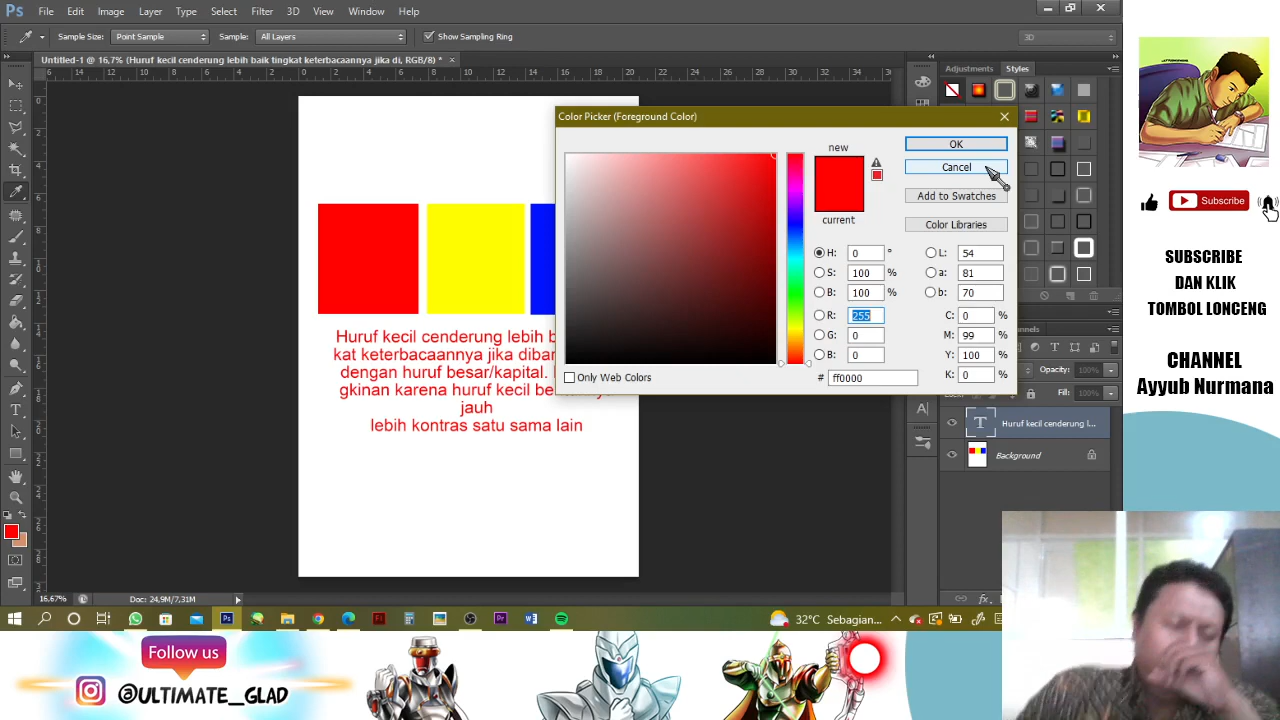 Ps File Edit Image Layer Type Select Filter 3D View Window Help
Sample Size: Point Sample Sample: All Layers Show Sampling Ring 3D
Untitled-1 @ 16,7% (Huruf kecil cenderung lebih baik tingkat keterbacaannya jika di, RGB/8) *
Adjustments Styles
Color Picker (Foreground Color)
new
current
OK
Cancel
Add to Swatches
Color Libraries
H: 0 °
S: 100 %
B: 100 %
R: 255
G: 0
B: 0
L: 54
a: 81
b: 70
C: 0 %
M: 99 %
Y: 100 %
K: 0 %
# ff0000
Only Web Colors
Huruf kecil cenderung lebih b
kat keterbacaannya jika diba
dengan huruf besar/kapital.
gkinan karena huruf kecil be
jauh
lebih kontras satu sama lain
Opacity: 100%
Fill: 100%
Huruf kecil cenderung l...
Background
16.67% Doc: 24,9M/7,31M
32°C Sebagian...
Subscribe
SUBSCRIBE
DAN KLIK
TOMBOL LONCENG
CHANNEL
Ayyub Nurmana
Follow us
@ULTIMATE_GLAD